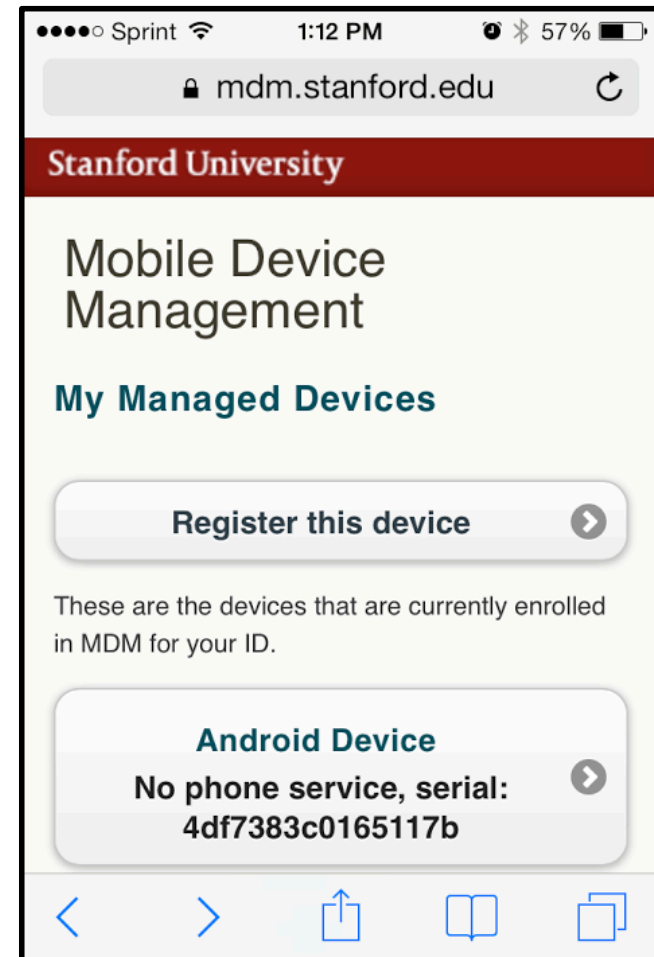 Sprint 1:12 PM 57%
mdm.stanford.edu
Stanford University
Mobile Device
Management
My Managed Devices
Register this device
These are the devices that are currently enrolled
in MDM for your ID.
Android Device
No phone service, serial:
4df7383c0165117b